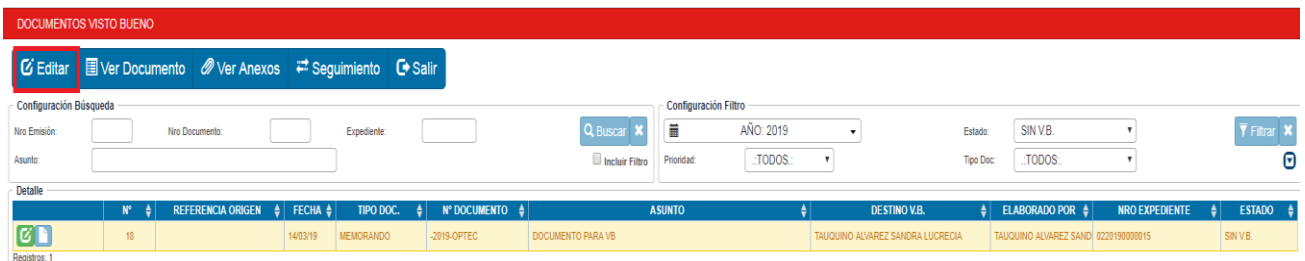 DOCUMENTOS VISTO BUENO
Editar Ver Documento Ver Anexos Seguimiento Salir
Configuración Búsqueda Configuración Filtro
Nro Emisión: Nro Documento: Expediente: Buscar AÑO: 2019 Estado: SIN V.B. Filtrar
Asunto: Incluir Filtro Prioridad: .:TODOS:. Tipo Doc: .:TODOS:.
Detalle
N° REFERENCIA ORIGEN FECHA TIPO DOC. N° DOCUMENTO ASUNTO DESTINO V.B. ELABORADO POR NRO EXPEDIENTE ESTADO
18 14/03/19 MEMORANDO -2019-OPTEC DOCUMENTO PARA VB TAUQUINO ALVAREZ SANDRA LUCRECIA TAUQUINO ALVAREZ SAND 0220190000015 SIN V.B.
Registros: 1